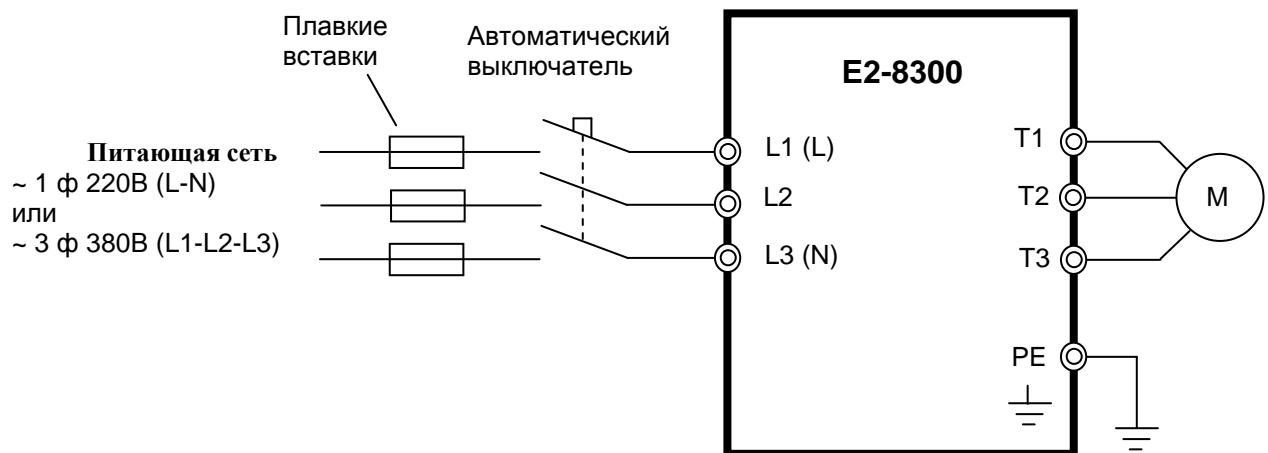 Плавкие
вставки
Автоматический
выключатель
E2-8300
Питающая сеть
~ 1 ф 220В (L-N)
или
~ 3 ф 380В (L1-L2-L3)
L1 (L)
L2
L3 (N)
T1
T2
T3
M
PE